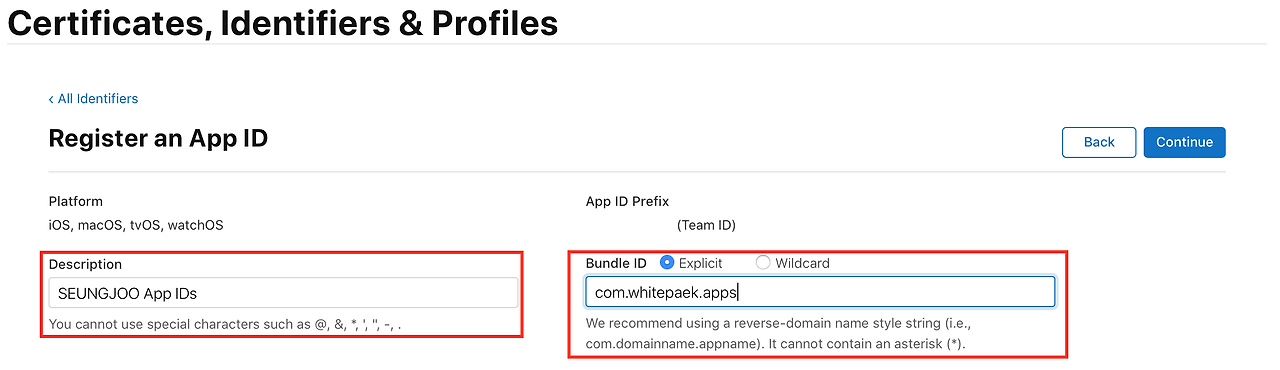 Certificates, Identifiers & Profiles
‹ All Identifiers
Register an App ID
Back
Continue
Platform
iOS, macOS, tvOS, watchOS
App ID Prefix
(Team ID)
Description
SEUNGJOO App IDs
You cannot use special characters such as @, &, *, ', ", -, .
Bundle ID Explicit Wildcard
com.whitepaek.apps
We recommend using a reverse-domain name style string (i.e.,
com.domainname.appname). It cannot contain an asterisk (*).